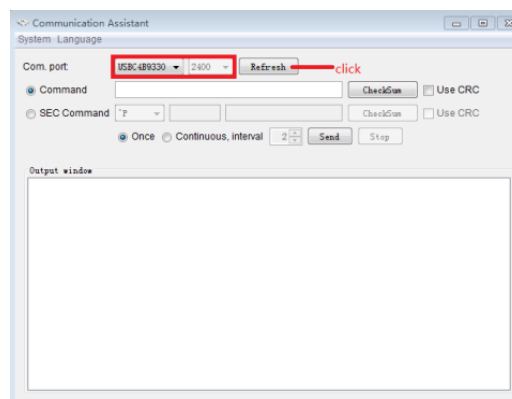 Communication Assistant
System Language
Com. port: USBC4B9330 2400 Refresh click
Command CheckSum Use CRC
SEC Command ^P CheckSum Use CRC
Once Continuous, interval 2 Send Stop
Output window